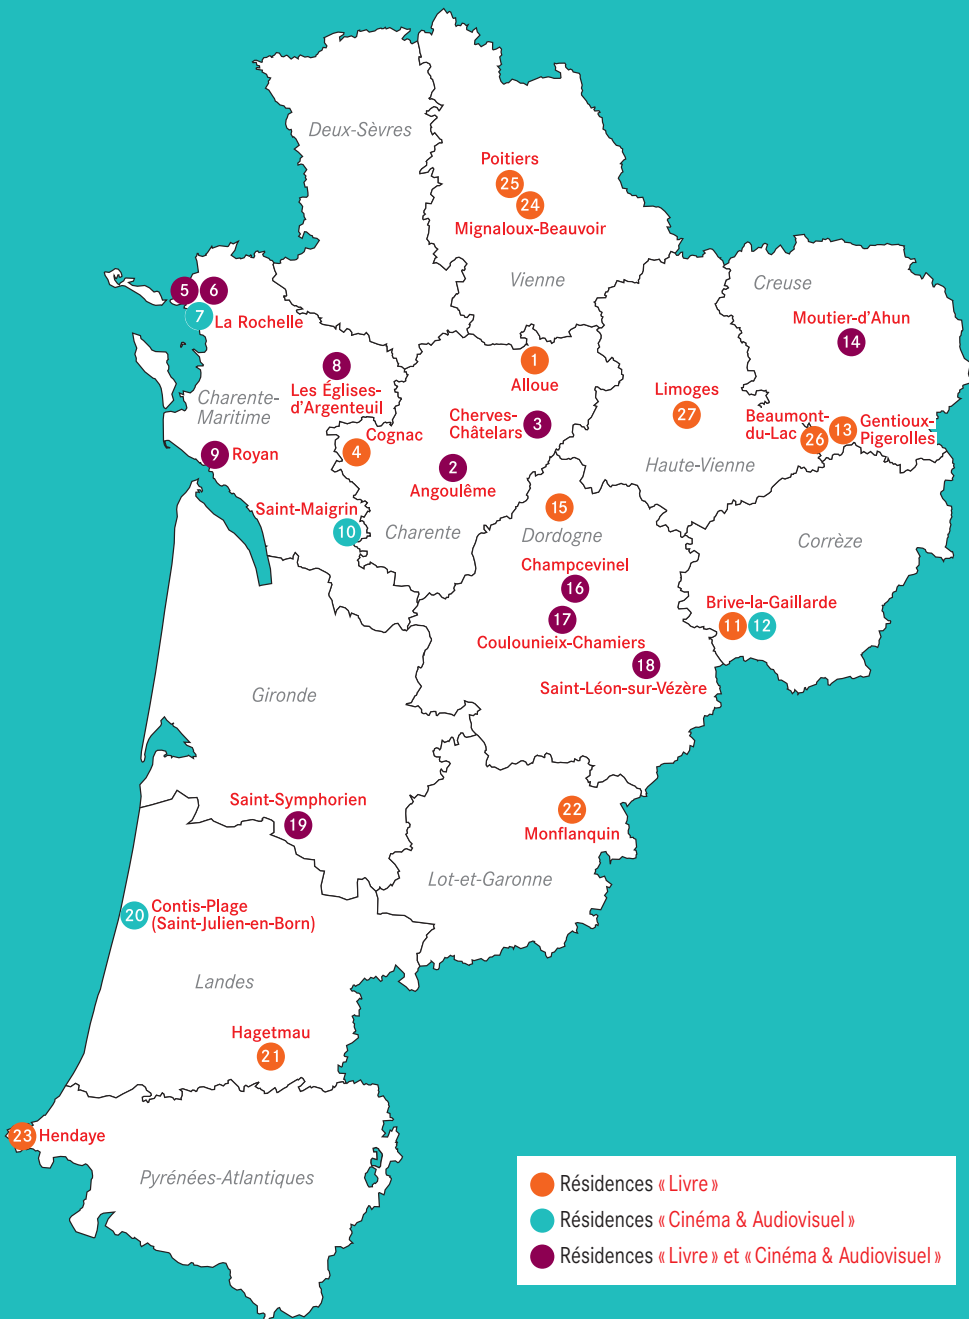 Deux-Sèvres
Poitiers
25
24
Mignaloux-Beauvoir
Vienne
Creuse
5
6
7
La Rochelle
Moutier-d'Ahun
14
1
Alloue
8
Les Églises-
d'Argenteuil
Charente-
Maritime
Limoges
27
Beaumont-
du-Lac
26
13
Gentioux-
Pigerolles
Cherves-
Châtelars
3
Cognac
4
9
Royan
2
Angoulême
Haute-Vienne
Saint-Maigrin
10
Charente
15
Dordogne
Corrèze
Champcevinel
16
17
Coulounieix-Chamiers
Brive-la-Gaillarde
11
12
18
Saint-Léon-sur-Vézère
Gironde
Saint-Symphorien
19
22
Monflanquin
Lot-et-Garonne
20
Contis-Plage
(Saint-Julien-en-Born)
Landes
Hagetmau
21
23
Hendaye
Pyrénées-Atlantiques
Résidences « Livre »
Résidences « Cinéma & Audiovisuel »
Résidences « Livre » et « Cinéma & Audiovisuel »